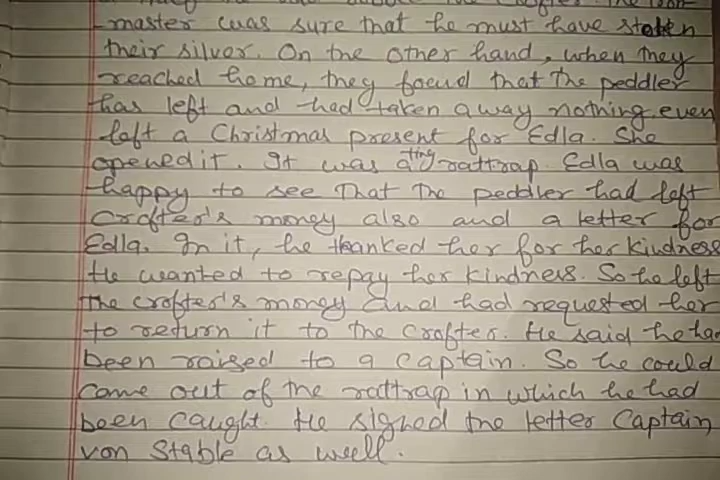 master was sure that he must have stolen
their silver. On the other hand, when they
reached home, they found that the peddler
has left and had taken away nothing even
left a Christmas present for Edla. She
opened it. It was a tiny rattrap. Edla was
happy to see That The peddler had left
Crofter's money also and a letter for
Edla. In it, he thanked her for her kindness
He wanted to repay her kindness. So he left
the crofter's money and had requested her
to return it to the crofter. He said he ha
been raised to a captain. So he could
come out of the rattrap in which he had
been caught. He signed the letter Captain
von Stable as well.